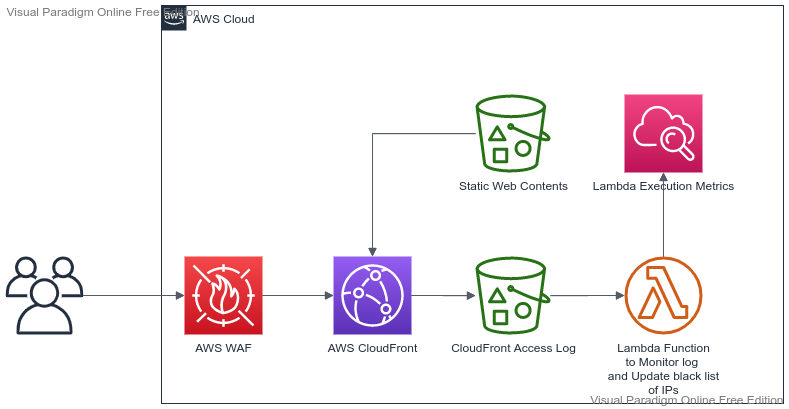 Visual Paradigm Online Free Edition
aws
AWS Cloud
Static Web Contents
Lambda Execution Metrics
AWS WAF
AWS CloudFront
CloudFront Access Log
Lambda Function
to Monitor log
and Update black list
of IPs
Visual Paradigm Online Free Edition